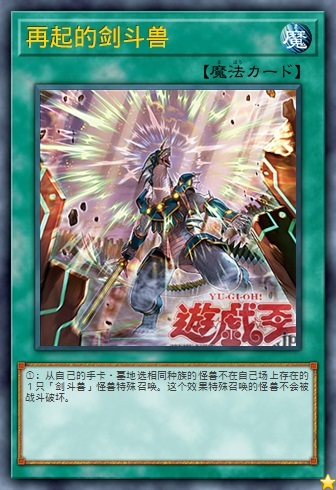 再起的剑斗兽
魔
【魔法カード】
YU-GI-OH!
遊戯王
①：从自己的手卡・墓地选相同种族的怪兽不在自己场上存在的
１只「剑斗兽」怪兽特殊召唤。这个效果特殊召唤的怪兽不会被
战斗破坏。